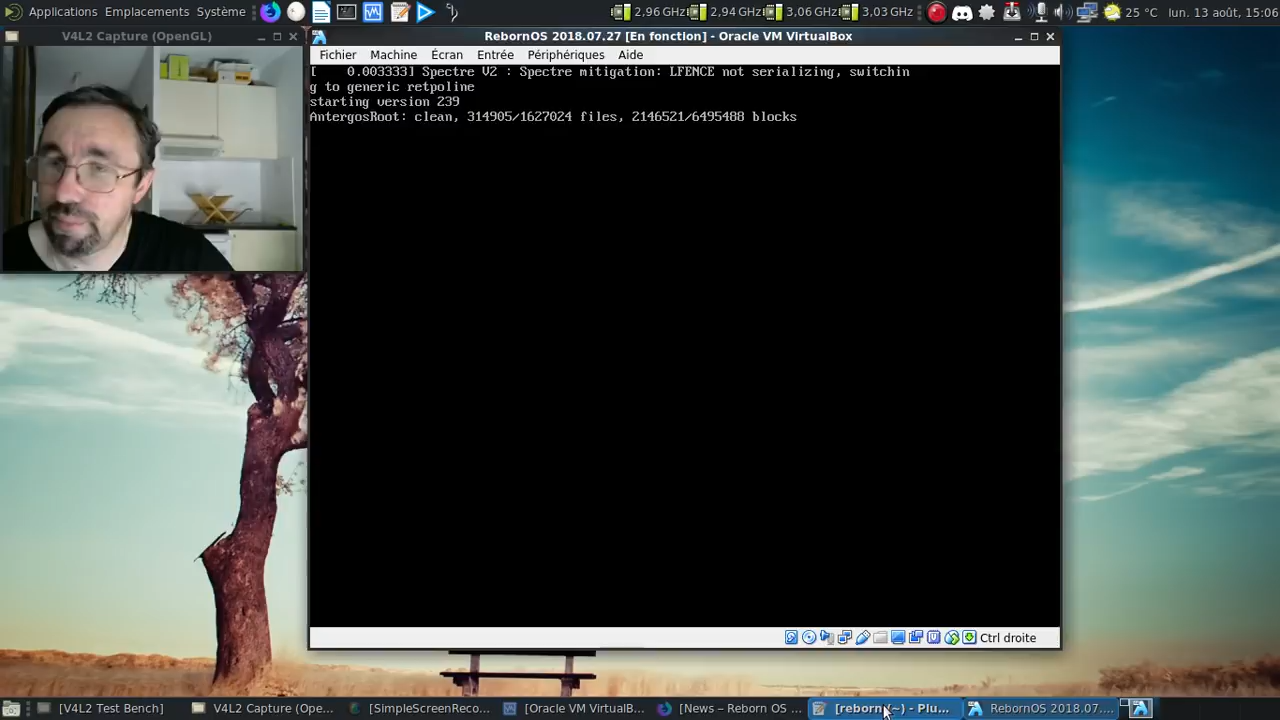 Applications Emplacements Système
2,96 GHz 2,94 GHz 3,06 GHz 3,03 GHz 25 °C lun. 13 août, 15:06
V4L2 Capture (OpenGL)
RebornOS 2018.07.27 [En fonction] - Oracle VM VirtualBox
Fichier Machine Écran Entrée Périphériques Aide
[    0.003333] Spectre V2 : Spectre mitigation: LFENCE not serializing, switchin
g to generic retpoline
starting version 239
AntergosRoot: clean, 314905/1627024 files, 2146521/6495488 blocks
Ctrl droite
[V4L2 Test Bench] V4L2 Capture (Ope... [SimpleScreenReco... [Oracle VM VirtualB... [News – Reborn OS ... [reborn (~) - Plu... RebornOS 2018.07....